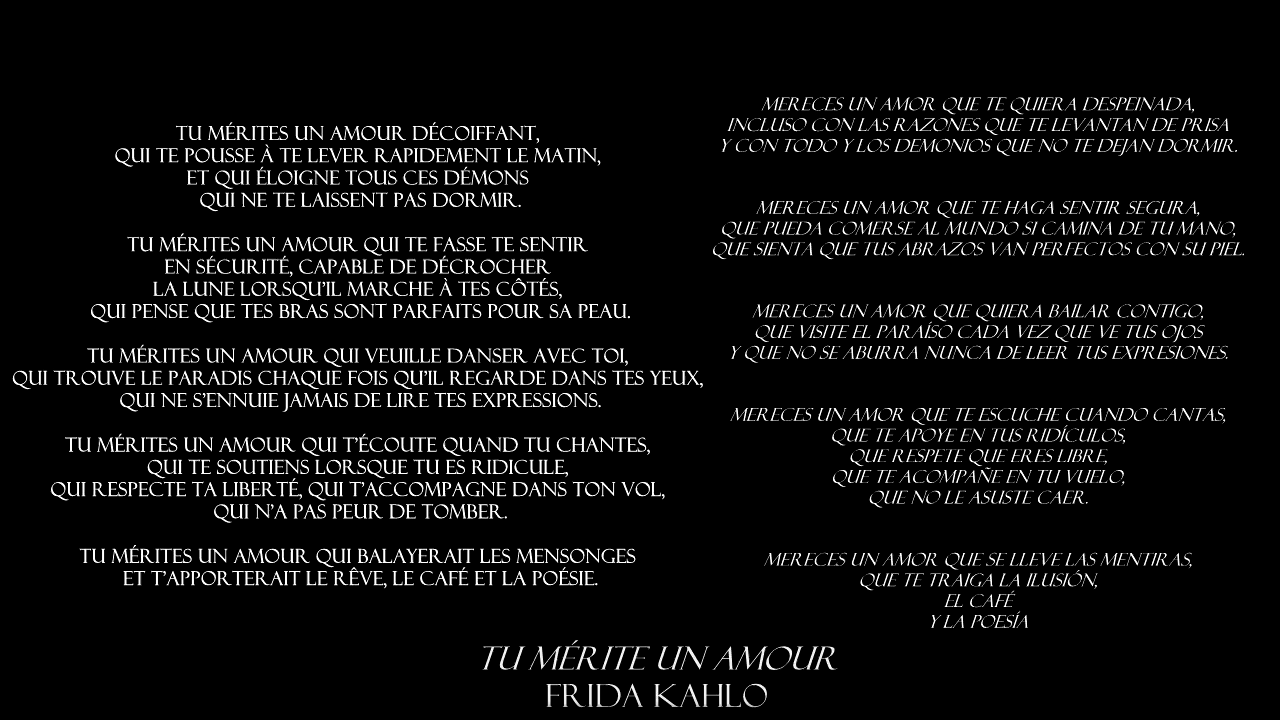 TU MÉRITES UN AMOUR DÉCOIFFANT,
QUI TE POUSSE À TE LEVER RAPIDEMENT LE MATIN,
ET QUI ÉLOIGNE TOUS CES DÉMONS
QUI NE TE LAISSENT PAS DORMIR.
TU MÉRITES UN AMOUR QUI TE FASSE TE SENTIR
EN SÉCURITÉ, CAPABLE DE DÉCROCHER
LA LUNE LORSQU'IL MARCHE À TES CÔTÉS,
QUI PENSE QUE TES BRAS SONT PARFAITS POUR SA PEAU.
TU MÉRITES UN AMOUR QUI VEUILLE DANSER AVEC TOI,
QUI TROUVE LE PARADIS CHAQUE FOIS QU'IL REGARDE DANS TES YEUX,
QUI NE S'ENNUIE JAMAIS DE LIRE TES EXPRESSIONS.
TU MÉRITES UN AMOUR QUI T'ÉCOUTE QUAND TU CHANTES,
QUI TE SOUTIENS LORSQUE TU ES RIDICULE,
QUI RESPECTE TA LIBERTÉ, QUI T'ACCOMPAGNE DANS TON VOL,
QUI N'A PAS PEUR DE TOMBER.
TU MÉRITES UN AMOUR QUI BALAYERAIT LES MENSONGES
ET T'APPORTERAIT LE RÊVE, LE CAFÉ ET LA POÉSIE.
MERECES UN AMOR QUE TE QUIERA DESPEINADA,
INCLUSO CON LAS RAZONES QUE TE LEVANTAN DE PRISA
Y CON TODO Y LOS DEMONIOS QUE NO TE DEJAN DORMIR.
MERECES UN AMOR QUE TE HAGA SENTIR SEGURA,
QUE PUEDA COMERSE AL MUNDO SI CAMINA DE TU MANO,
QUE SIENTA QUE TUS ABRAZOS VAN PERFECTOS CON SU PIEL.
MERECES UN AMOR QUE QUIERA BAILAR CONTIGO,
QUE VISITE EL PARAÍSO CADA VEZ QUE VE TUS OJOS
Y QUE NO SE ABURRA NUNCA DE LEER TUS EXPRESIONES.
MERECES UN AMOR QUE TE ESCUCHE CUANDO CANTAS,
QUE TE APOYE EN TUS RIDÍCULOS,
QUE RESPETE QUE ERES LIBRE,
QUE TE ACOMPAÑE EN TU VUELO,
QUE NO LE ASUSTE CAER.
MERECES UN AMOR QUE SE LLEVE LAS MENTIRAS,
QUE TE TRAIGA LA ILUSIÓN,
EL CAFÉ
Y LA POESÍA
TU MÉRITE UN AMOUR
FRIDA KAHLO